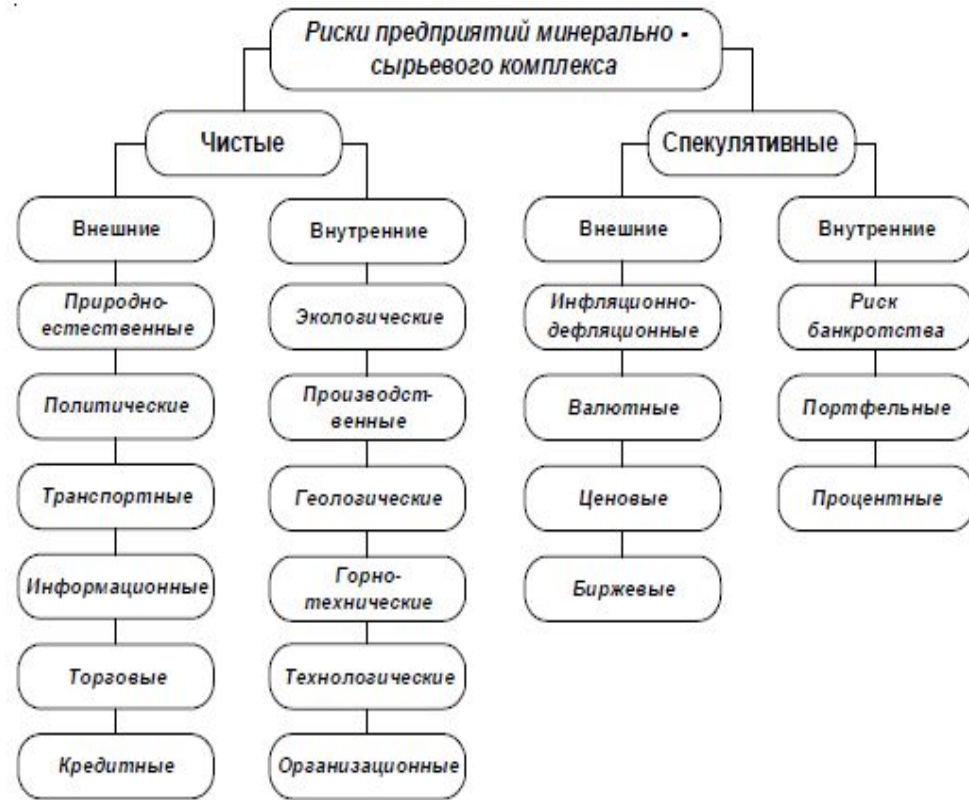 Риски предприятий минерально -
сырьевого комплекса
Чистые
Спекулятивные
Внешние
Природно-
естественные
Политические
Транспортные
Информационные
Торговые
Кредитные
Внутренние
Экологические
Производст-
венные
Геологические
Горно-
технические
Технологические
Организационные
Внешние
Инфляционно-
дефляционные
Валютные
Ценовые
Биржевые
Внутренние
Риск
банкротства
Портфельные
Процентные